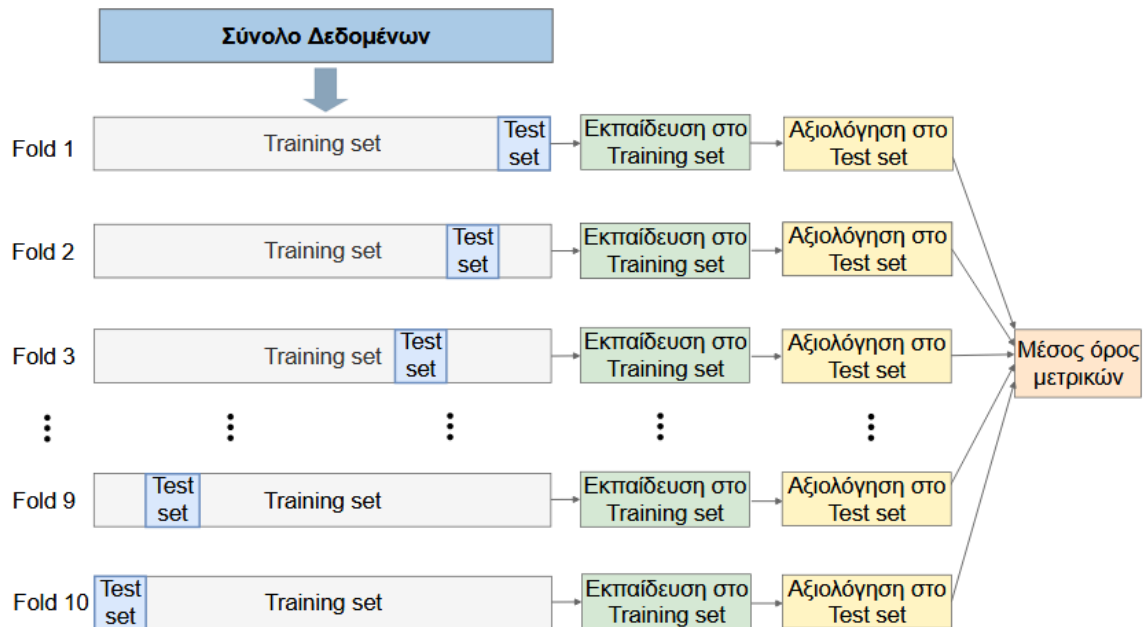 Σύνολο Δεδομένων
Fold 1
Training set
Test
set
Εκπαίδευση στο
Training set
Αξιολόγηση στο
Test set
Fold 2
Training set
Test
set
Εκπαίδευση στο
Training set
Αξιολόγηση στο
Test set
Fold 3
Training set
Test
set
Εκπαίδευση στο
Training set
Αξιολόγηση στο
Test set
Μέσος όρος
μετρικών
Fold 9
Test
set
Training set
Εκπαίδευση στο
Training set
Αξιολόγηση στο
Test set
Fold 10
Test
set
Training set
Εκπαίδευση στο
Training set
Αξιολόγηση στο
Test set